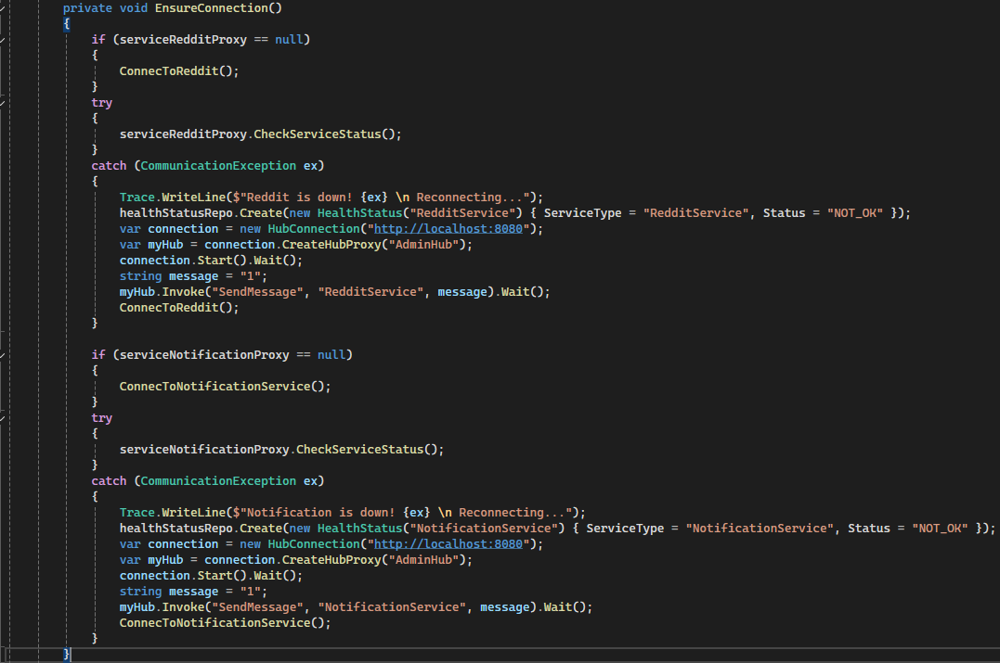 private void EnsureConnection()
{
if (serviceRedditProxy == null)
{
ConnecToReddit();
}
try
{
serviceRedditProxy.CheckServiceStatus();
}
catch (CommunicationException ex)
{
Trace.WriteLine($"Reddit is down! {ex} \n Reconnecting...");
healthStatusRepo.Create(new HealthStatus("RedditService") { ServiceType = "RedditService", Status = "NOT_OK" });
var connection = new HubConnection("http://localhost:8080");
var myHub = connection.CreateHubProxy("AdminHub");
connection.Start().Wait();
string message = "1";
myHub.Invoke("SendMessage", "RedditService", message).Wait();
ConnecToReddit();
}
if (serviceNotificationProxy == null)
{
ConnecToNotificationService();
}
try
{
serviceNotificationProxy.CheckServiceStatus();
}
catch (CommunicationException ex)
{
Trace.WriteLine($"Notification is down! {ex} \n Reconnecting...");
healthStatusRepo.Create(new HealthStatus("NotificationService") { ServiceType = "NotificationService", Status = "NOT_OK" });
var connection = new HubConnection("http://localhost:8080");
var myHub = connection.CreateHubProxy("AdminHub");
connection.Start().Wait();
string message = "1";
myHub.Invoke("SendMessage", "NotificationService", message).Wait();
ConnecToNotificationService();
}
}